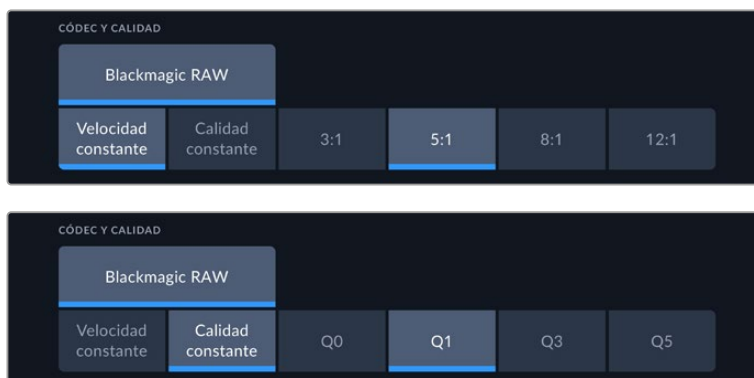 CÓDEC Y CALIDAD
Blackmagic RAW
Velocidad constante
Calidad constante
3:1
5:1
8:1
12:1
CÓDEC Y CALIDAD
Blackmagic RAW
Velocidad constante
Calidad constante
Q0
Q1
Q3
Q5